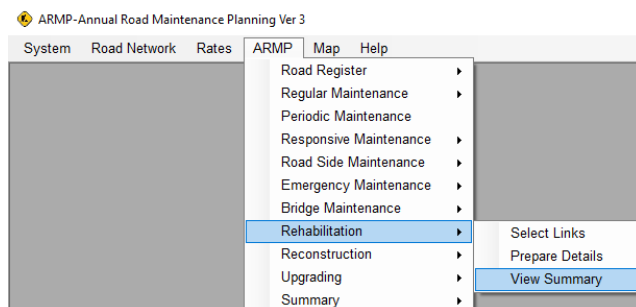 ARMP-Annual Road Maintenance Planning Ver 3
System Road Network Rates ARMP Map Help
Road Register
Regular Maintenance
Periodic Maintenance
Responsive Maintenance
Road Side Maintenance
Emergency Maintenance
Bridge Maintenance
Rehabilitation Select Links
Reconstruction Prepare Details
Upgrading View Summary
Summary